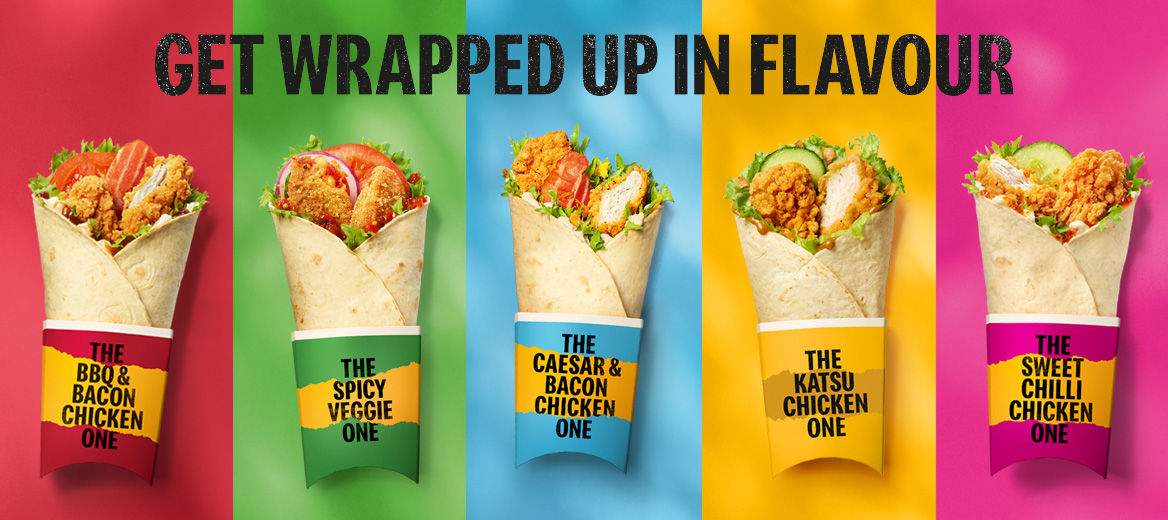 GET WRAPPED UP IN FLAVOUR
THE
BBQ &
BACON
CHICKEN
ONE
THE
SPICY
VEGGIE
ONE
THE
CAESAR &
BACON
CHICKEN
ONE
THE
KATSU
CHICKEN
ONE
THE
SWEET
CHILLI
CHICKEN
ONE